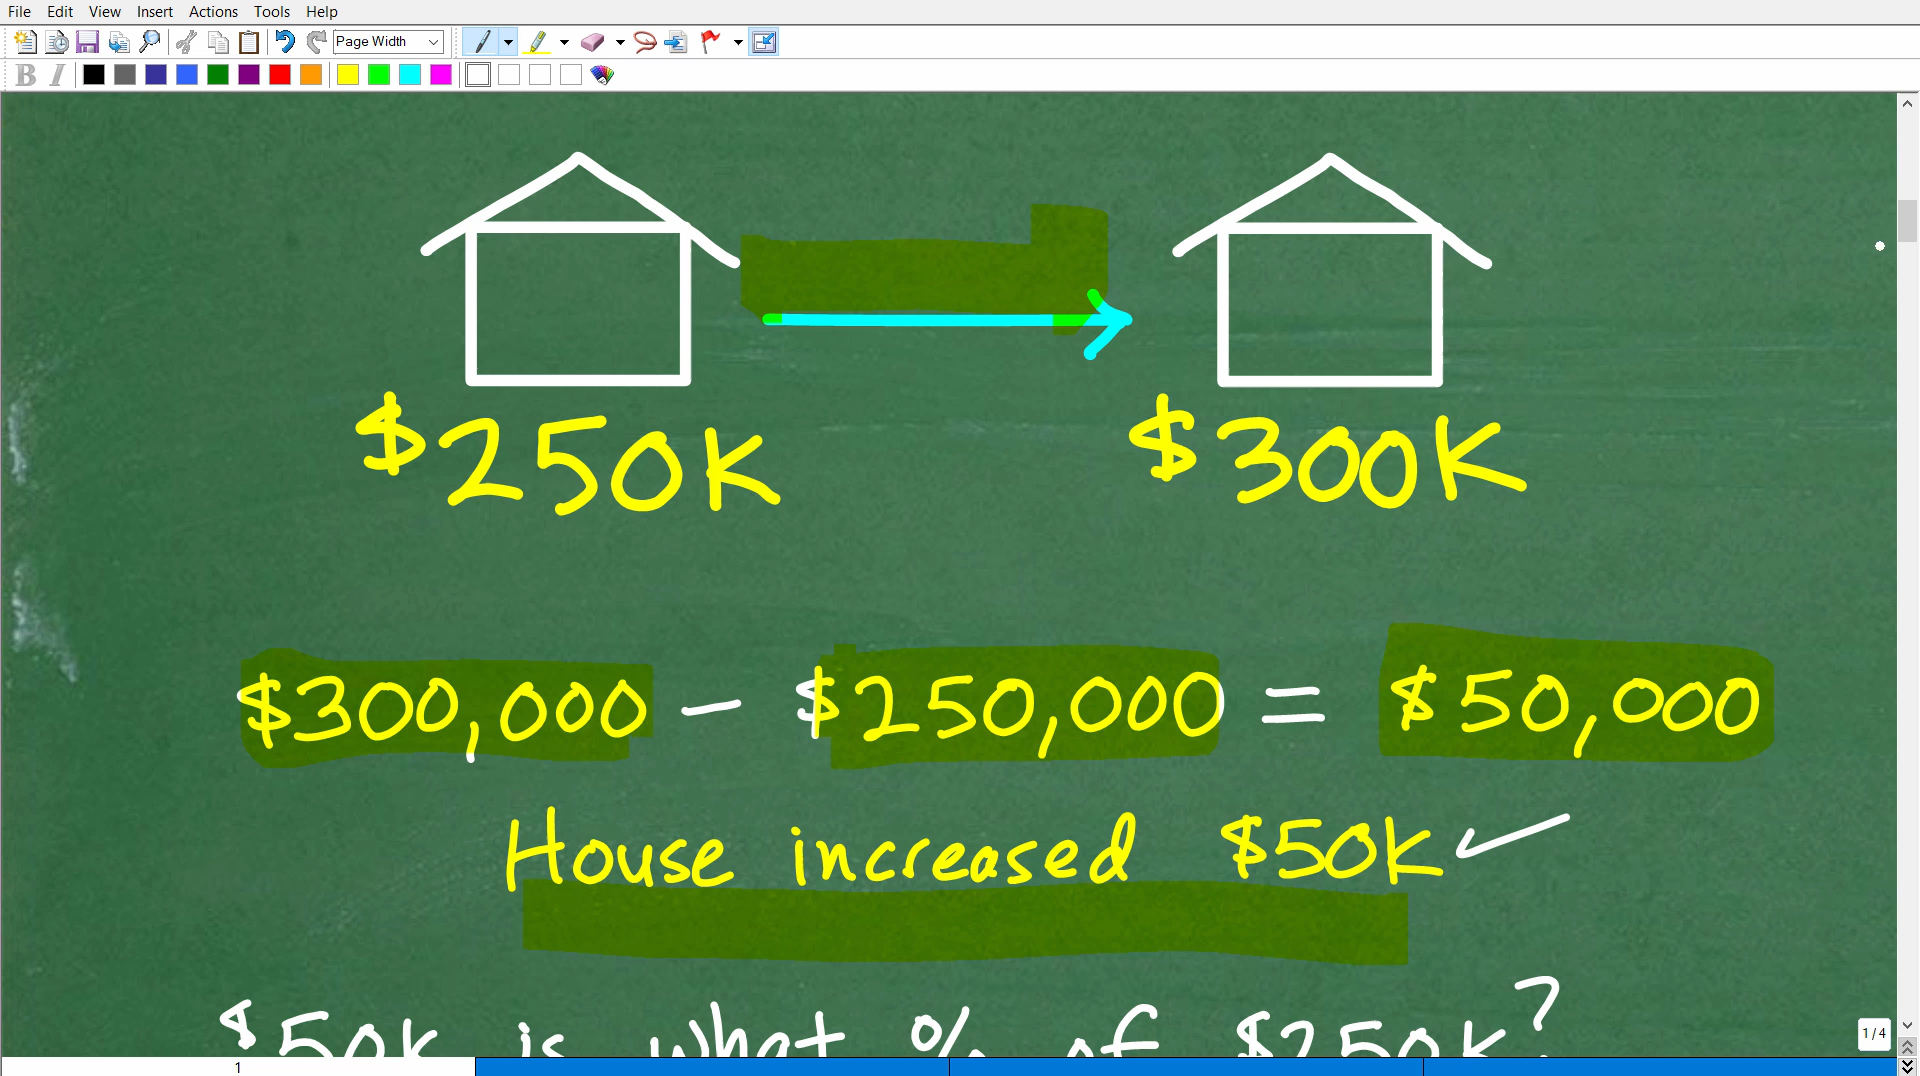 File Edit View Insert Actions Tools Help
Page Width
B I
$250K $300K
$300,000 - $250,000 = $50,000
House increased $50K
$50K is what % of $250K?
1 / 4
1